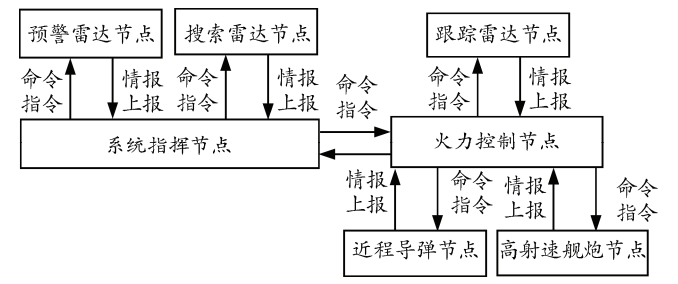 预警雷达节点
搜索雷达节点
跟踪雷达节点
命令
指令
情报
上报
命令
指令
情报
上报
命令
指令
命令
指令
情报
上报
系统指挥节点
火力控制节点
情报
上报
命令
指令
情报
上报
命令
指令
近程导弹节点
高射速舰炮节点